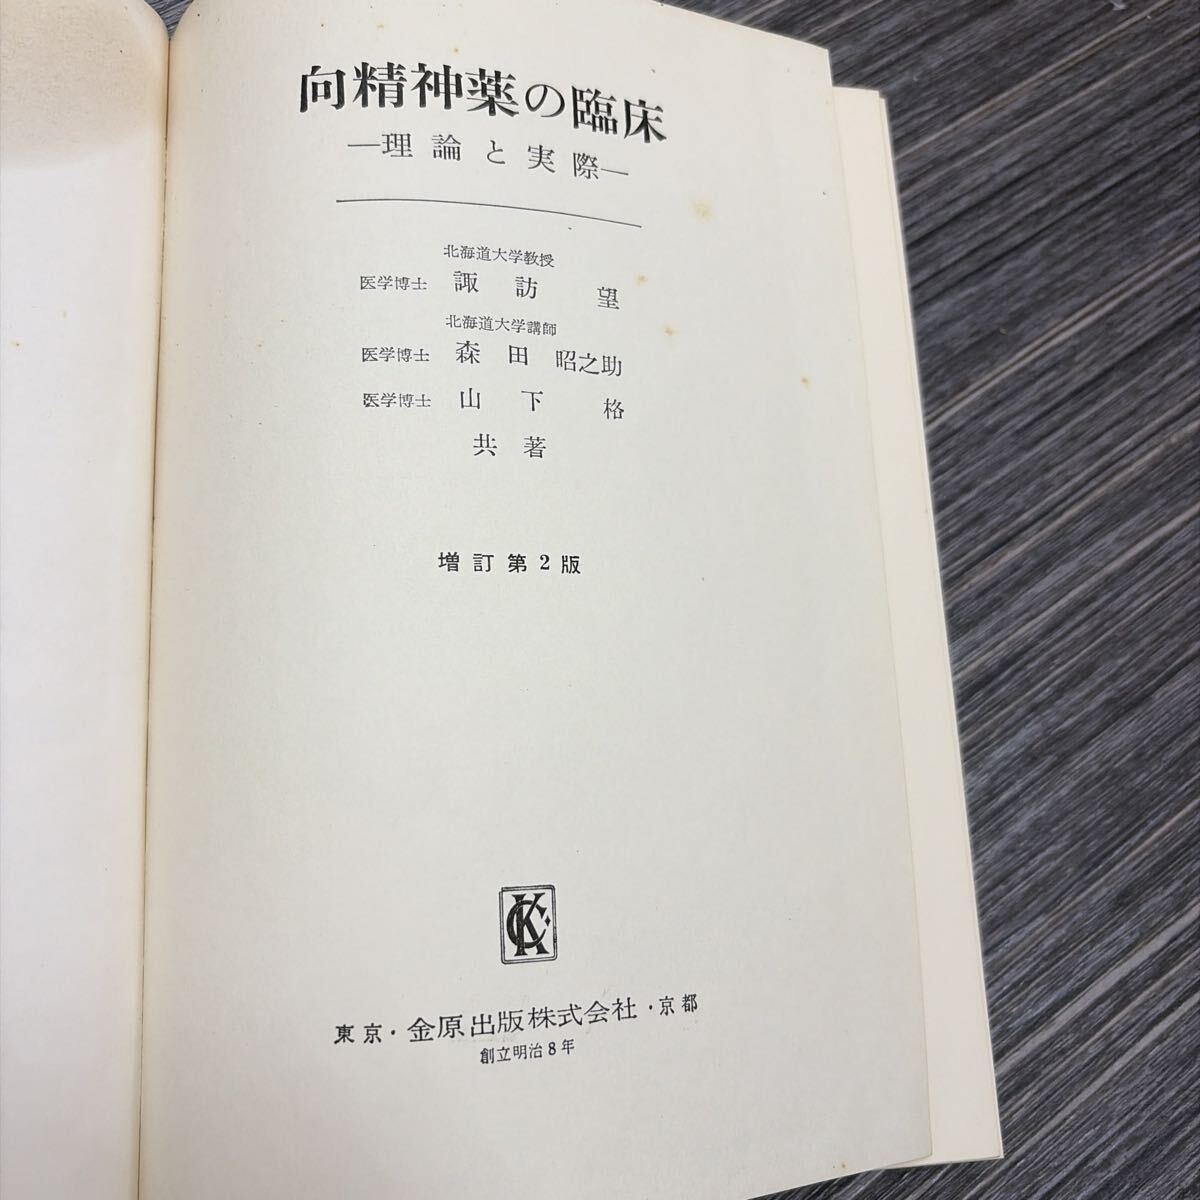 向精神薬の臨床
―理論と実際―
北海道大学教授
医学博士 諏訪望
北海道大学講師
医学博士 森田昭之助
医学博士 山下格
共著
増訂第2版
KC
東京・金原出版株式会社・京都
創立明治8年